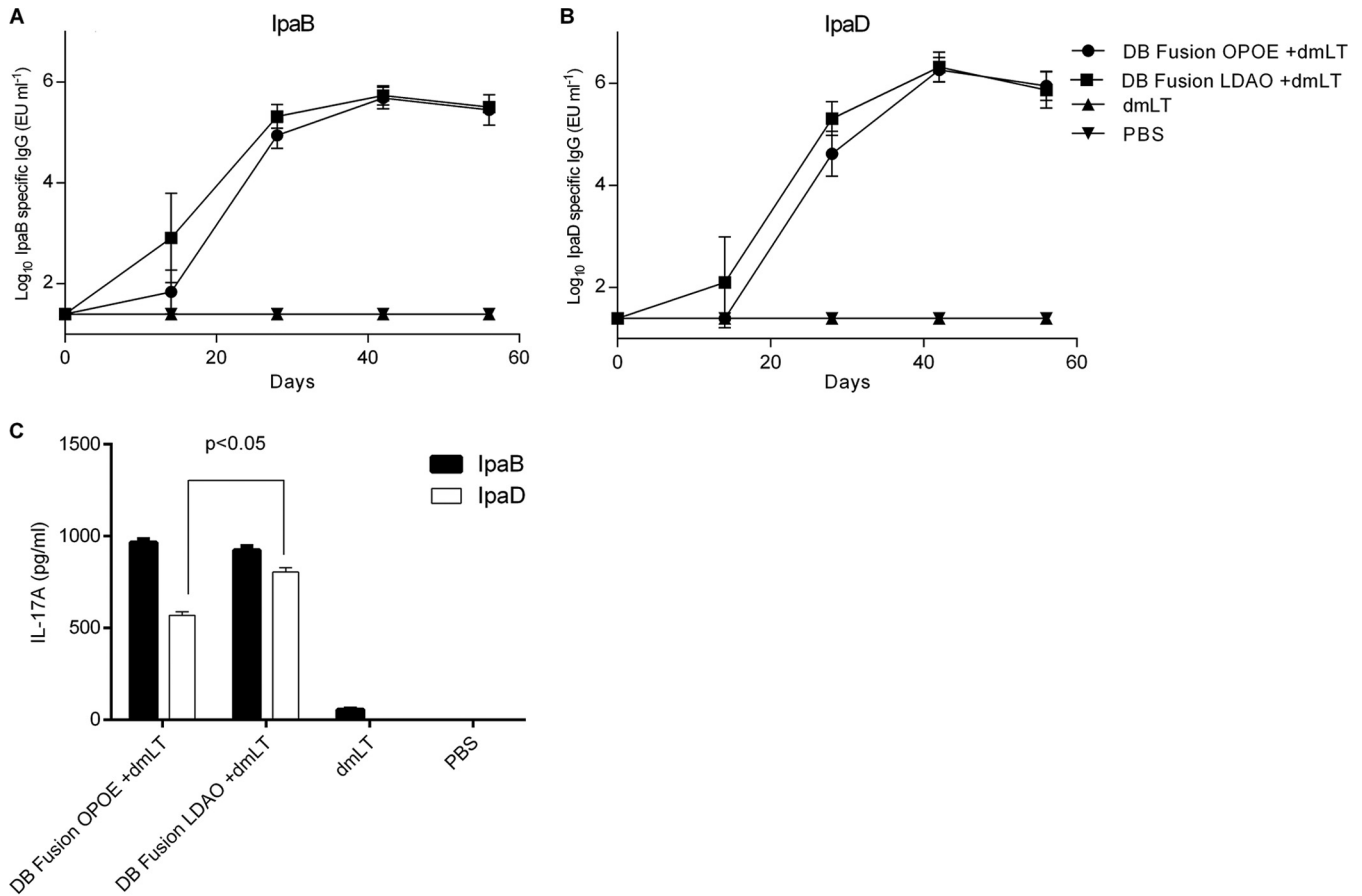 A
IpaB
Log10 IpaB specific IgG (EU ml-1)
6
4
2
0
20
40
60
Days
B
IpaD
Log10 IpaD specific IgG (EU ml-1)
6
4
2
0
20
40
60
Days
DB Fusion OPOE +dmLT
DB Fusion LDAO +dmLT
dmLT
PBS
C
p<0.05
IpaB
IpaD
IL-17A (pg/ml)
1500
1000
500
0
DB Fusion OPOE +dmLT
DB Fusion LDAO +dmLT
dmLT
PBS